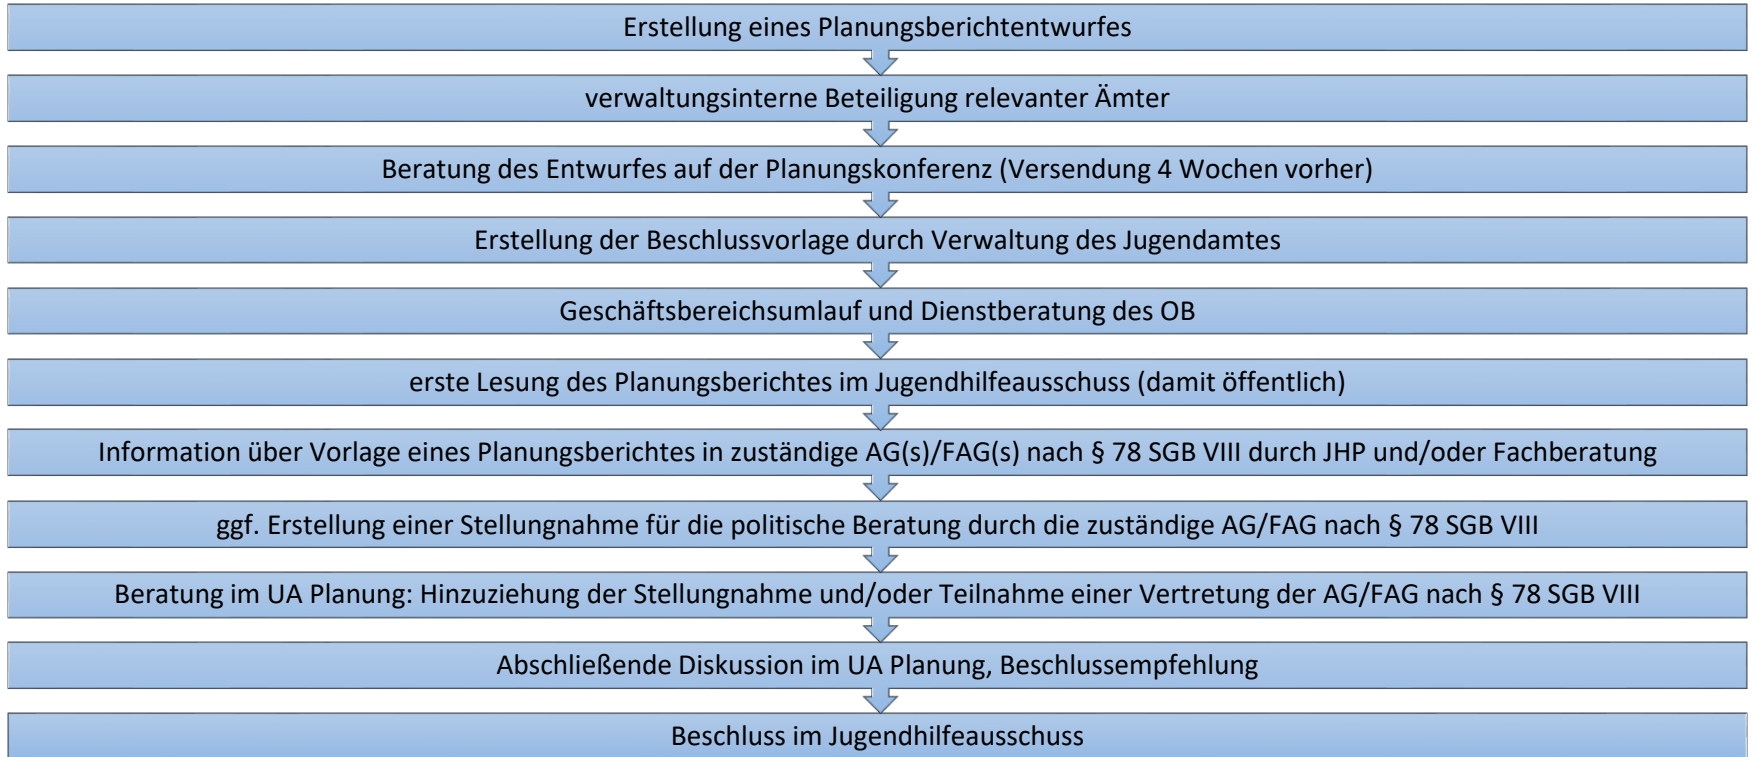 Erstellung eines Planungsberichtentwurfes
verwaltungsinterne Beteiligung relevanter Ämter
Beratung des Entwurfes auf der Planungskonferenz (Versendung 4 Wochen vorher)
Erstellung der Beschlussvorlage durch Verwaltung des Jugendamtes
Geschäftsbereichsumlauf und Dienstberatung des OB
erste Lesung des Planungsberichtes im Jugendhilfeausschuss (damit öffentlich)
Information über Vorlage eines Planungsberichtes in zuständige AG(s)/FAG(s) nach § 78 SGB VIII durch JHP und/oder Fachberatung
ggf. Erstellung einer Stellungnahme für die politische Beratung durch die zuständige AG/FAG nach § 78 SGB VIII
Beratung im UA Planung: Hinzuziehung der Stellungnahme und/oder Teilnahme einer Vertretung der AG/FAG nach § 78 SGB VIII
Abschließende Diskussion im UA Planung, Beschlussempfehlung
Beschluss im Jugendhilfeausschuss